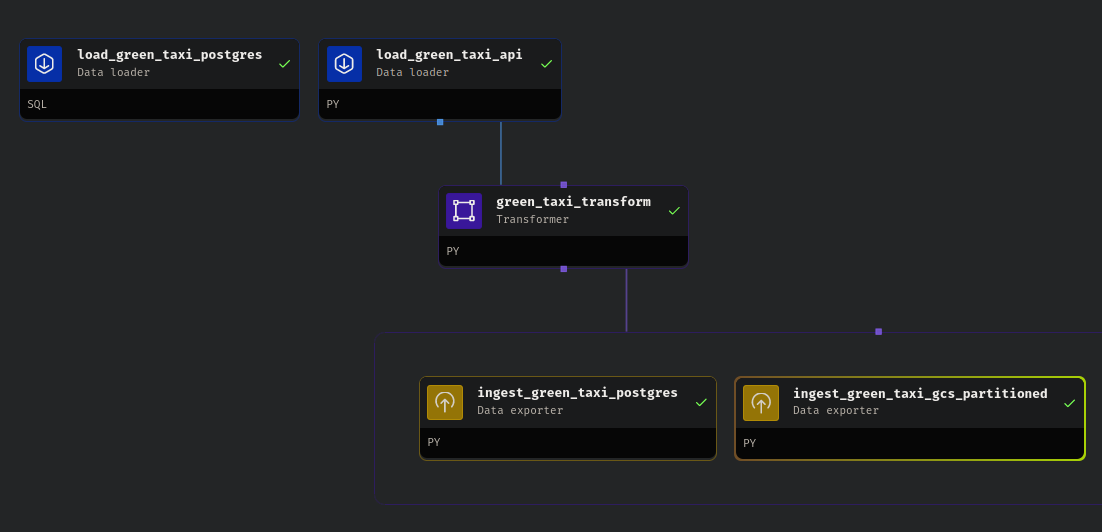 load_green_taxi_postgres
Data loader
SQL
load_green_taxi_api
Data loader
PY
green_taxi_transform
Transformer
PY
ingest_green_taxi_postgres
Data exporter
PY
ingest_green_taxi_gcs_partitioned
Data exporter
PY